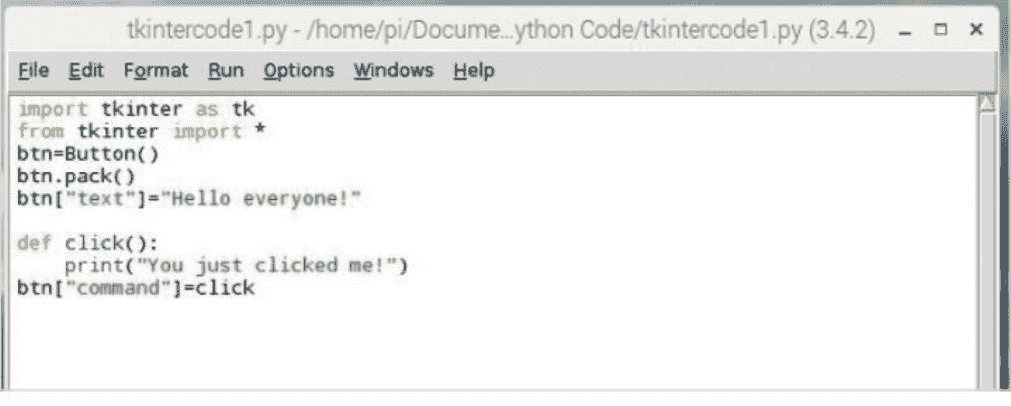 tkintercode1.py - /home/pi/Docume...ython Code/tkintercode1.py (3.4.2)
File Edit Format Run Options Windows Help
import tkinter as tk
from tkinter import *
btn=Button()
btn.pack()
btn["text"]="Hello everyone!"
def click():
    print("You just clicked me!")
btn["command"]=click